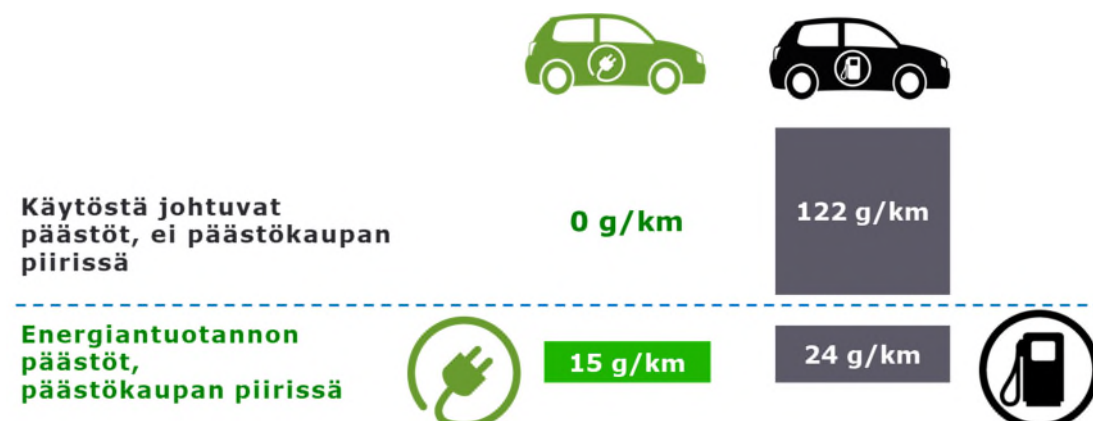 Käytöstä johtuvat
päästöt, ei päästökaupan
piirissä
0 g/km
122 g/km
Energiantuotannon
päästöt,
päästökaupan piirissä
15 g/km
24 g/km